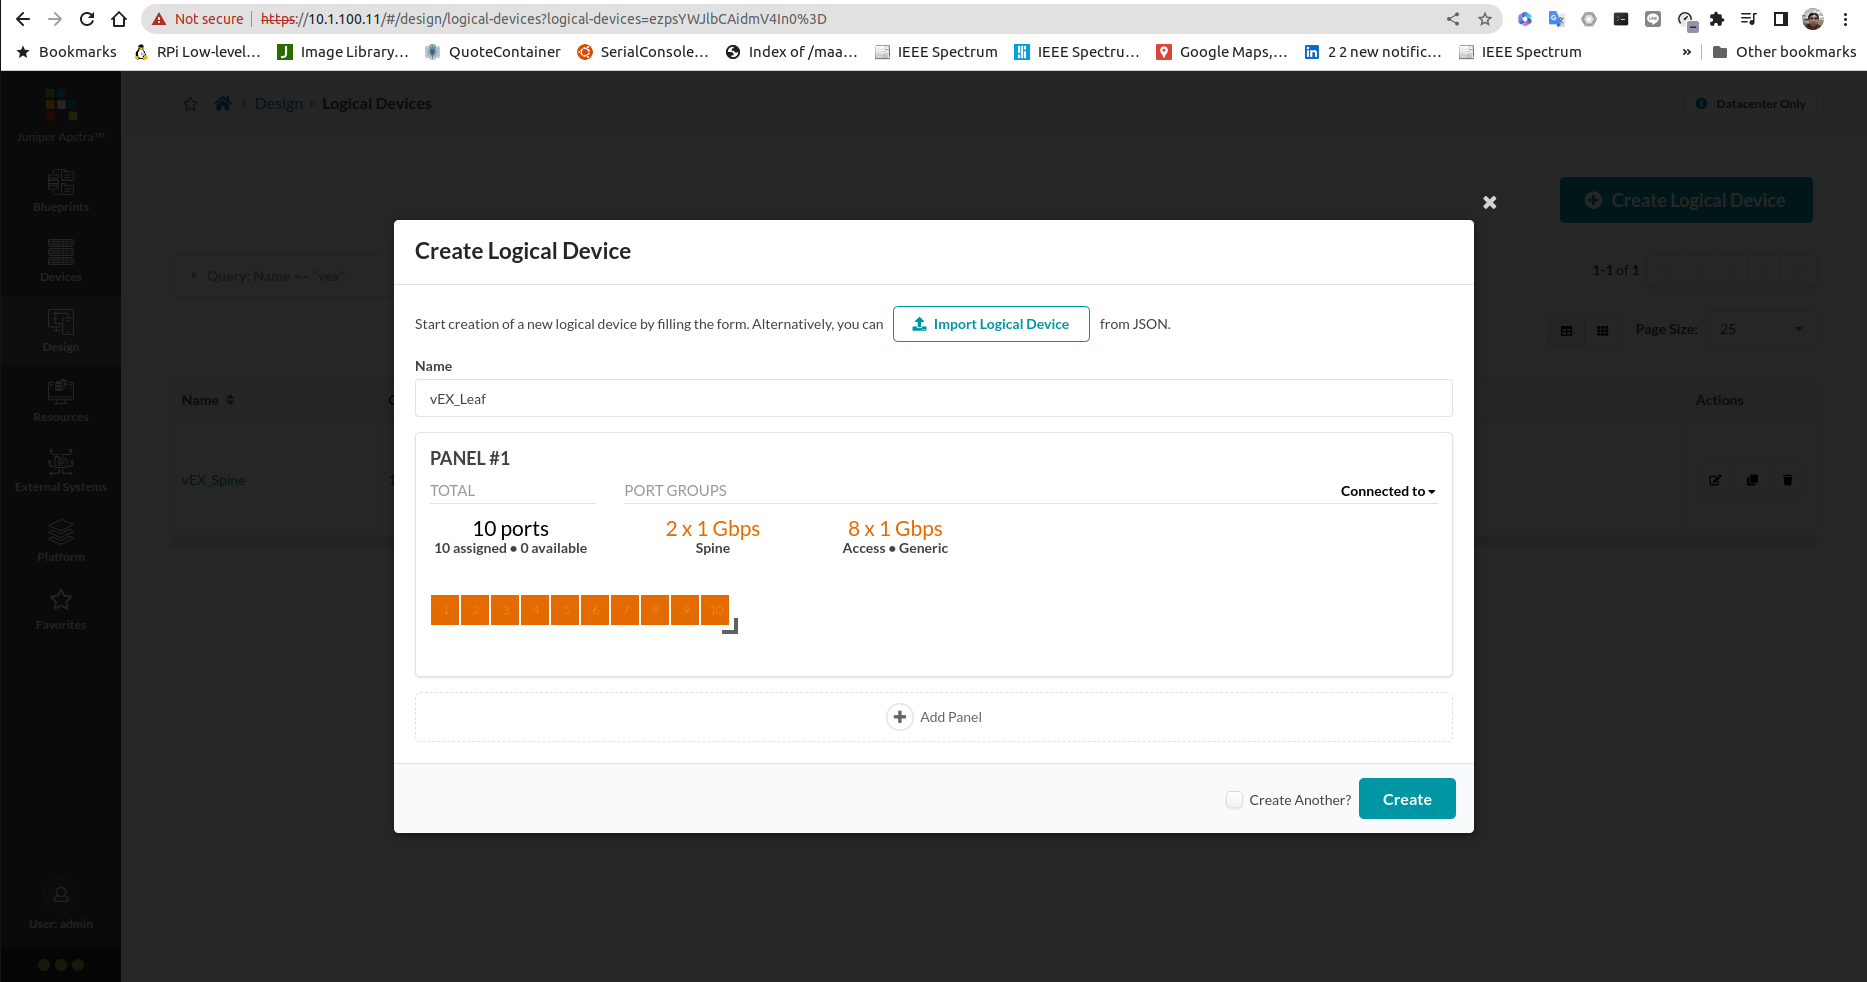 Not secure | https://10.1.100.11/#/design/logical-devices?logical-devices=ezpsYWJlbCAidmV4In0%3D
Bookmarks RPi Low-level... Image Library,... QuoteContainer SerialConsole... Index of /maa... IEEE Spectrum IEEE Spectru... Google Maps,... 2 2 new notific... IEEE Spectrum » Other bookmarks
Juniper Apstra™
Blueprints
Devices
Design
Resources
External Systems
Platform
Favorites
User: admin
Design Logical Devices
Datacenter Only
Create Logical Device
Query: Name == "vex"
1-1 of 1
Page Size: 25
Name
Actions
vEX_Spine
Create Logical Device
Start creation of a new logical device by filling the form. Alternatively, you can Import Logical Device from JSON.
Name
vEX_Leaf
PANEL #1
TOTAL PORT GROUPS Connected to
10 ports 2 x 1 Gbps 8 x 1 Gbps
10 assigned • 0 available Spine Access • Generic
1 2 3 4 5 6 7 8 9 10
Add Panel
Create Another? Create